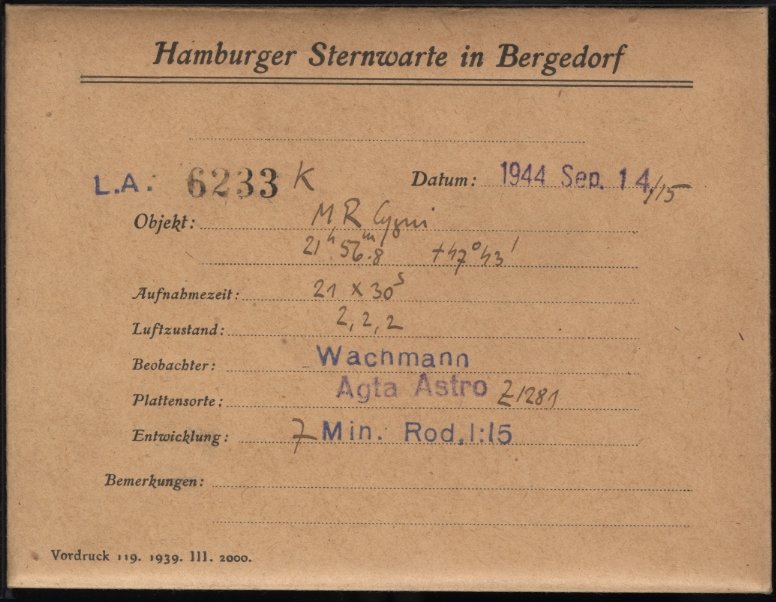 Hamburger Sternwarte in Bergedorf
L.A. 6233 K Datum: 1944 Sep. 14/15
Objekt: MR Cygni
21h 56m.8 +47°43'
Aufnahmezeit: 21 x 30s
Luftzustand: 2, 2, 2
Beobachter: Wachmann
Plattensorte: Agta Astro Z1281
Entwicklung: 7 Min. Rod. 1:15
Bemerkungen:
Vordruck 119. 1939. III. 2000.